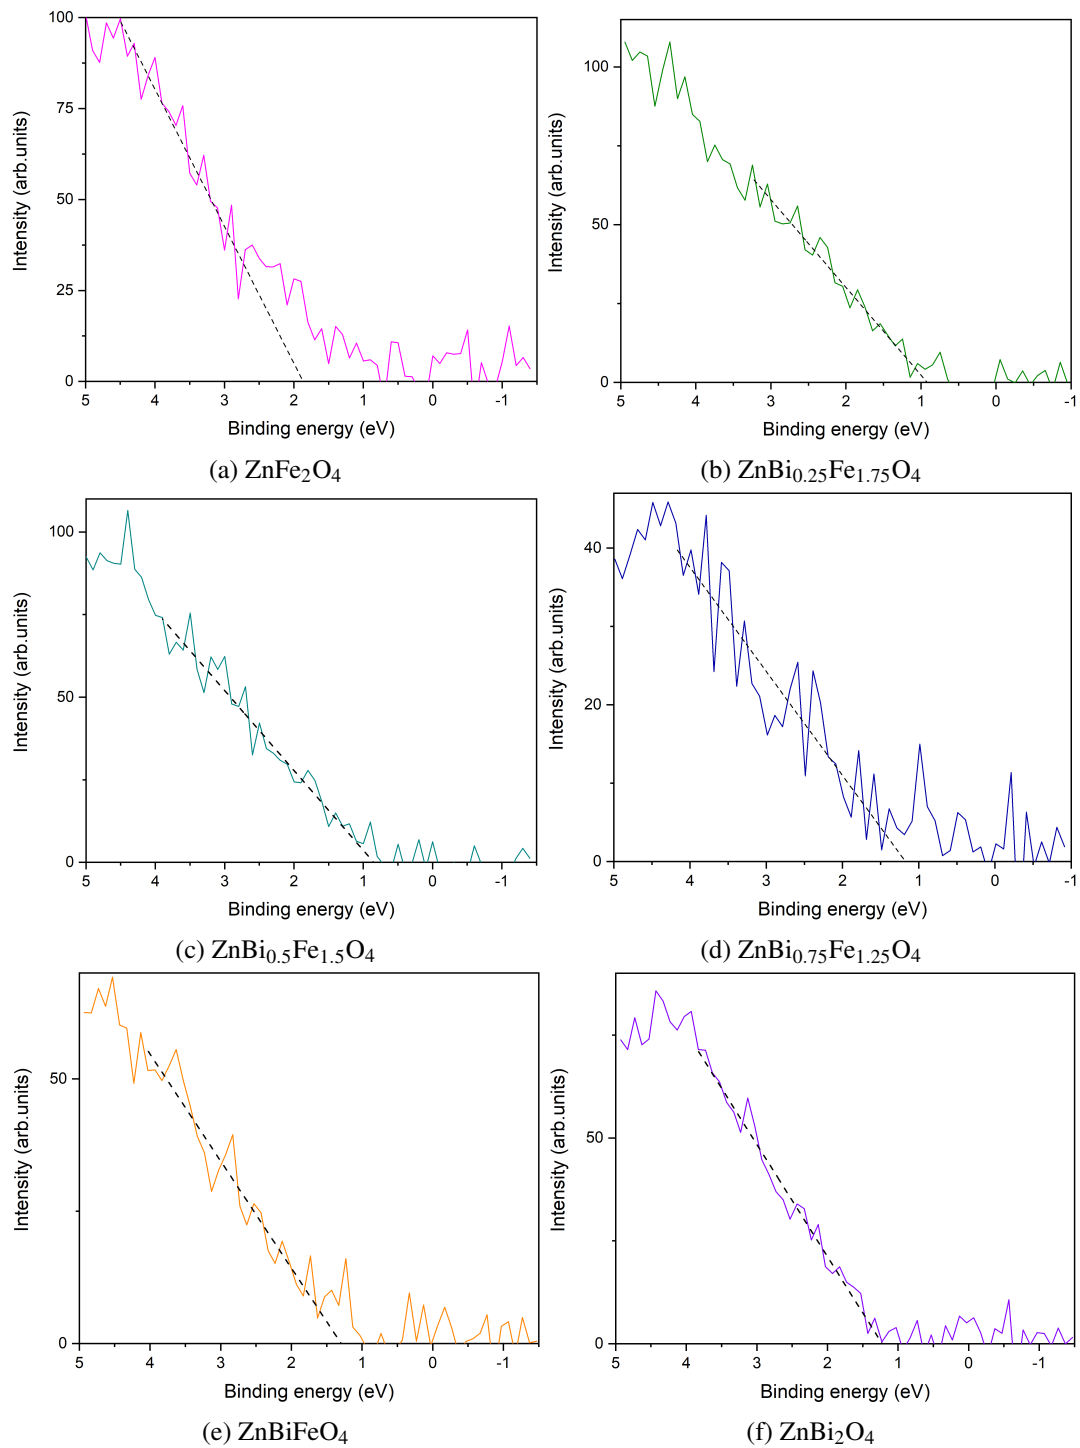 100
75
50
25
0
5 4 3 2 1 0 -1
Intensity (arb.units)
Binding energy (eV)
(a) ZnFe₂O₄
100
50
0
5 4 3 2 1 0 -1
Intensity (arb.units)
Binding energy (eV)
(b) ZnBi₀.₂₅Fe₁.₇₅O₄
100
50
0
5 4 3 2 1 0 -1
Intensity (arb.units)
Binding energy (eV)
(c) ZnBi₀.₅Fe₁.₅O₄
40
20
0
5 4 3 2 1 0 -1
Intensity (arb.units)
Binding energy (eV)
(d) ZnBi₀.₇₅Fe₁.₂₅O₄
50
0
5 4 3 2 1 0 -1
Intensity (arb.units)
Binding energy (eV)
(e) ZnBiFeO₄
50
0
5 4 3 2 1 0 -1
Intensity (arb.units)
Binding energy (eV)
(f) ZnBi₂O₄